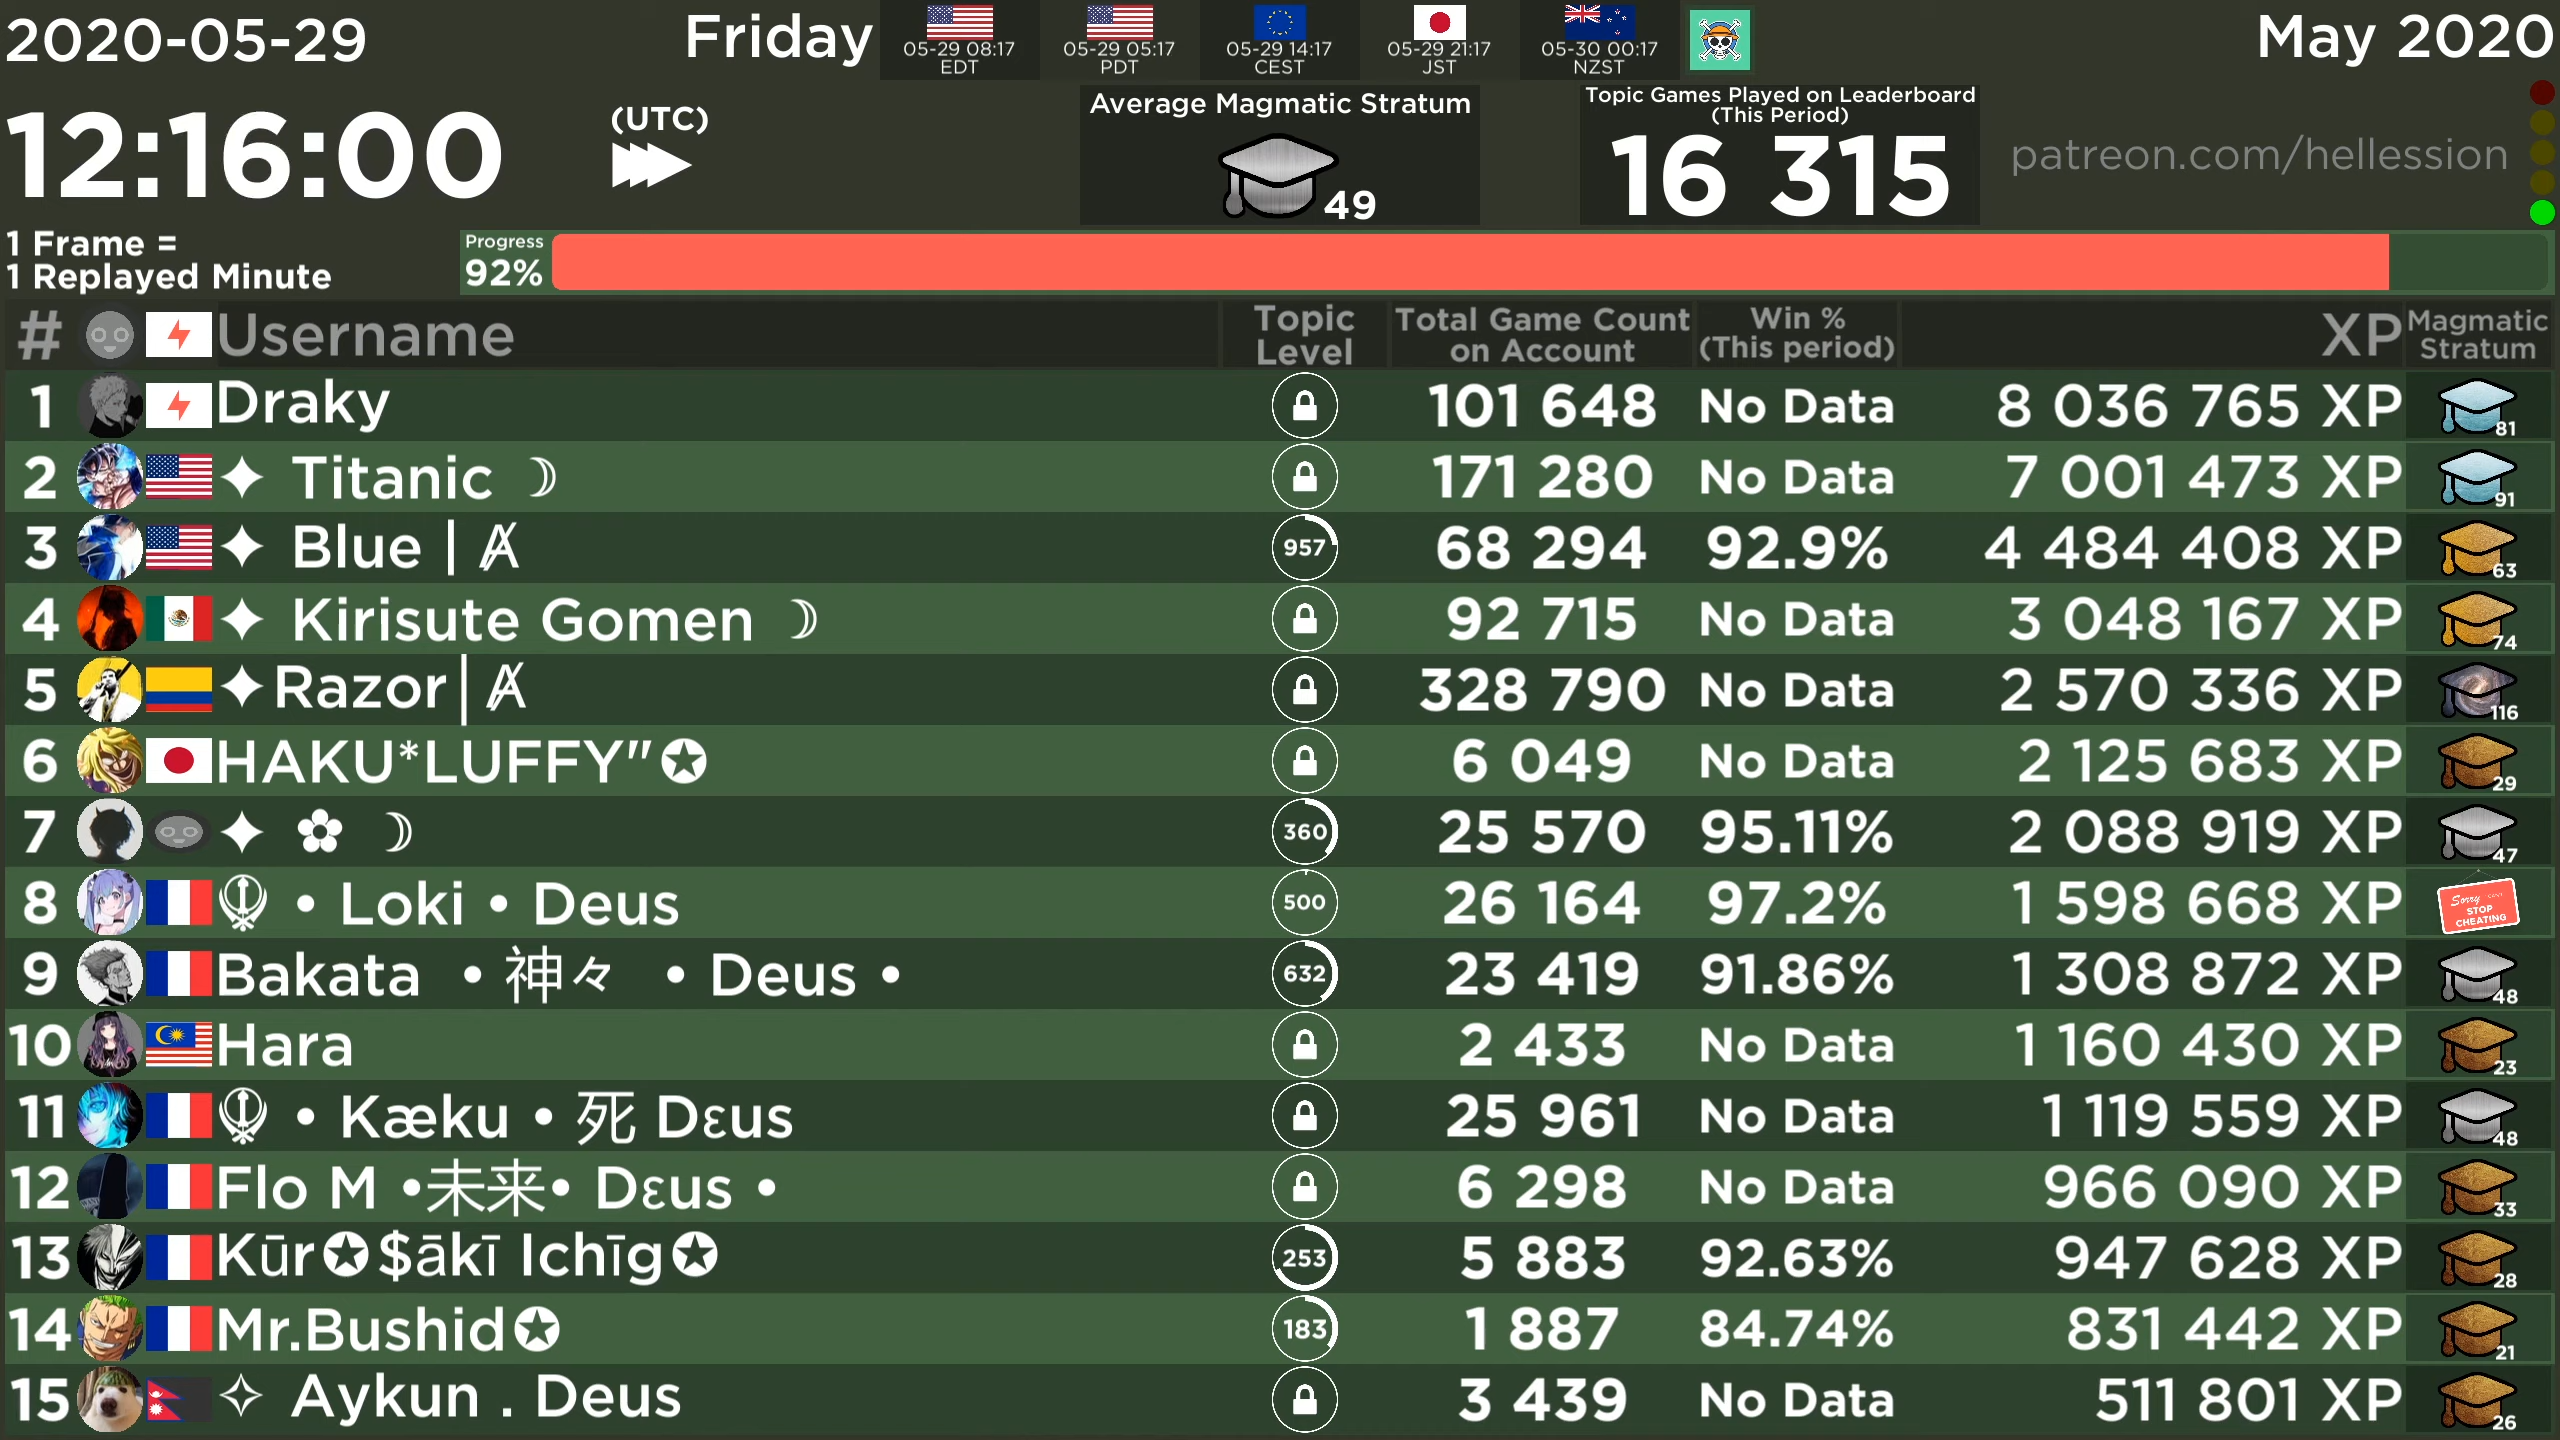 2020-05-29
Friday
05-29 08:17
EDT
05-29 05:17
PDT
05-29 14:17
CEST
05-29 21:17
JST
05-30 00:17
NZST
May 2020
12:16:00
(UTC)
Average Magmatic Stratum
49
Topic Games Played on Leaderboard
(This Period)
16 315
patreon.com/hellession
1 Frame =
1 Replayed Minute
Progress
92%
# Username Topic Level Total Game Count on Account Win % (This period) XP Magmatic Stratum
1 Draky 101 648 No Data 8 036 765 XP 81
2 ✦ Titanic ☽ 171 280 No Data 7 001 473 XP 91
3 ✦ Blue | Ⱥ 957 68 294 92.9% 4 484 408 XP 63
4 ✦ Kirisute Gomen ☽ 92 715 No Data 3 048 167 XP 74
5 ✦Razor|Ⱥ 328 790 No Data 2 570 336 XP 116
6 HAKU*LUFFY"✪ 6 049 No Data 2 125 683 XP 29
7 ✦ ✿ ☽ 360 25 570 95.11% 2 088 919 XP 47
8 ☬ • Loki • Deus 500 26 164 97.2% 1 598 668 XP Sorry STOP CHEATING
9 Bakata • 神々 • Deus • 632 23 419 91.86% 1 308 872 XP 48
10 Hara 2 433 No Data 1 160 430 XP 23
11 ☬ • Kæku • 死 Dεus 25 961 No Data 1 119 559 XP 48
12 Flo M •未来• Dεus • 6 298 No Data 966 090 XP 33
13 Kūr✪$ākī Ichīg✪ 253 5 883 92.63% 947 628 XP 28
14 Mr.Bushid✪ 183 1 887 84.74% 831 442 XP 21
15 ✧ Aykun . Deus 3 439 No Data 511 801 XP 26